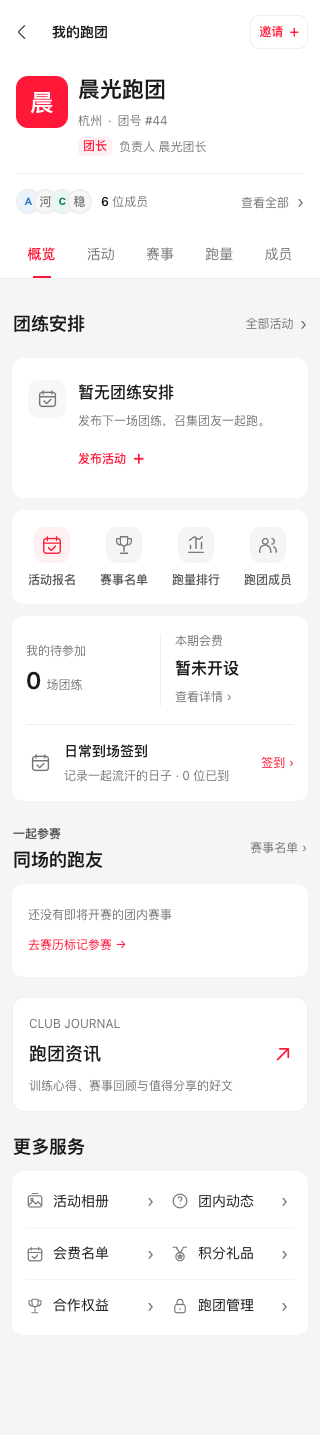 我的跑团
邀请 +
晨
晨光跑团
杭州 · 团号 #44
团长 负责人 晨光团长
A 河 C 稳 6 位成员
查看全部 ›
概览 活动 赛事 跑量 成员
团练安排
全部活动 ›
暂无团练安排
发布下一场团练，召集团友一起跑。
发布活动 +
活动报名 赛事名单 跑量排行 跑团成员
我的待参加
0 场团练
本期会费
暂未开设
查看详情 ›
日常到场签到
记录一起流汗的日子 · 0 位已到
签到 ›
一起参赛
同场的跑友
赛事名单 ›
还没有即将开赛的团内赛事
去赛历标记参赛 →
CLUB JOURNAL
跑团资讯
训练心得、赛事回顾与值得分享的好文
更多服务
活动相册 › 团内动态 ›
会费名单 › 积分礼品 ›
合作权益 › 跑团管理 ›